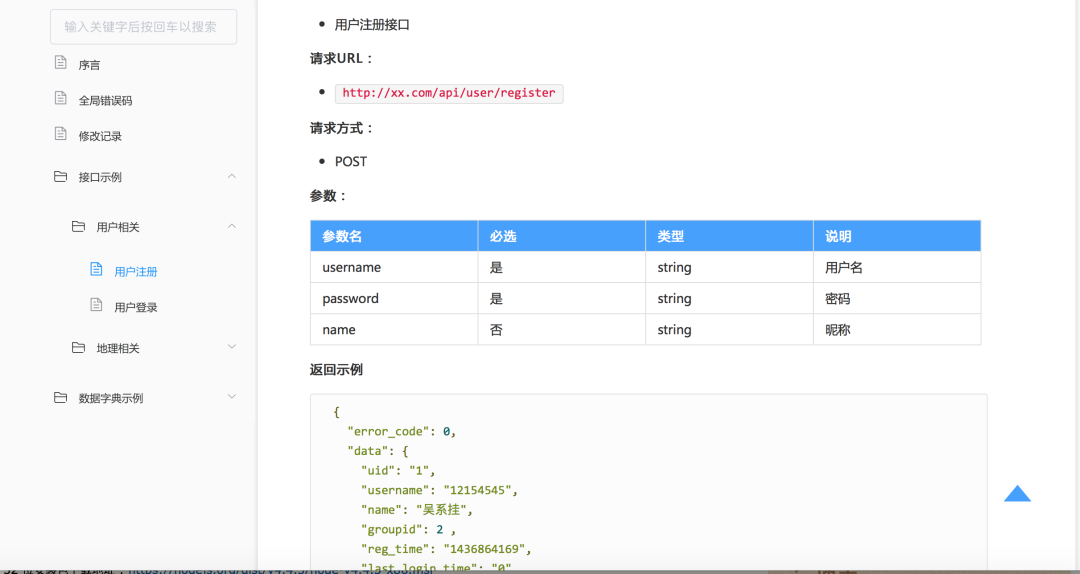 输入关键字后按回车以搜索
序言
全局错误码
修改记录
接口示例
用户相关
用户注册
用户登录
地理相关
数据字典示例
用户注册接口
请求URL：
http://xx.com/api/user/register
请求方式：
POST
参数：
参数名 必选 类型 说明
username 是 string 用户名
password 是 string 密码
name 否 string 昵称
返回示例
{
"error_code": 0,
"data": {
"uid": "1",
"username": "12154545",
"name": "吴系挂",
"groupid": 2 ,
"reg_time": "1436864169",
"last_login_time": "0"